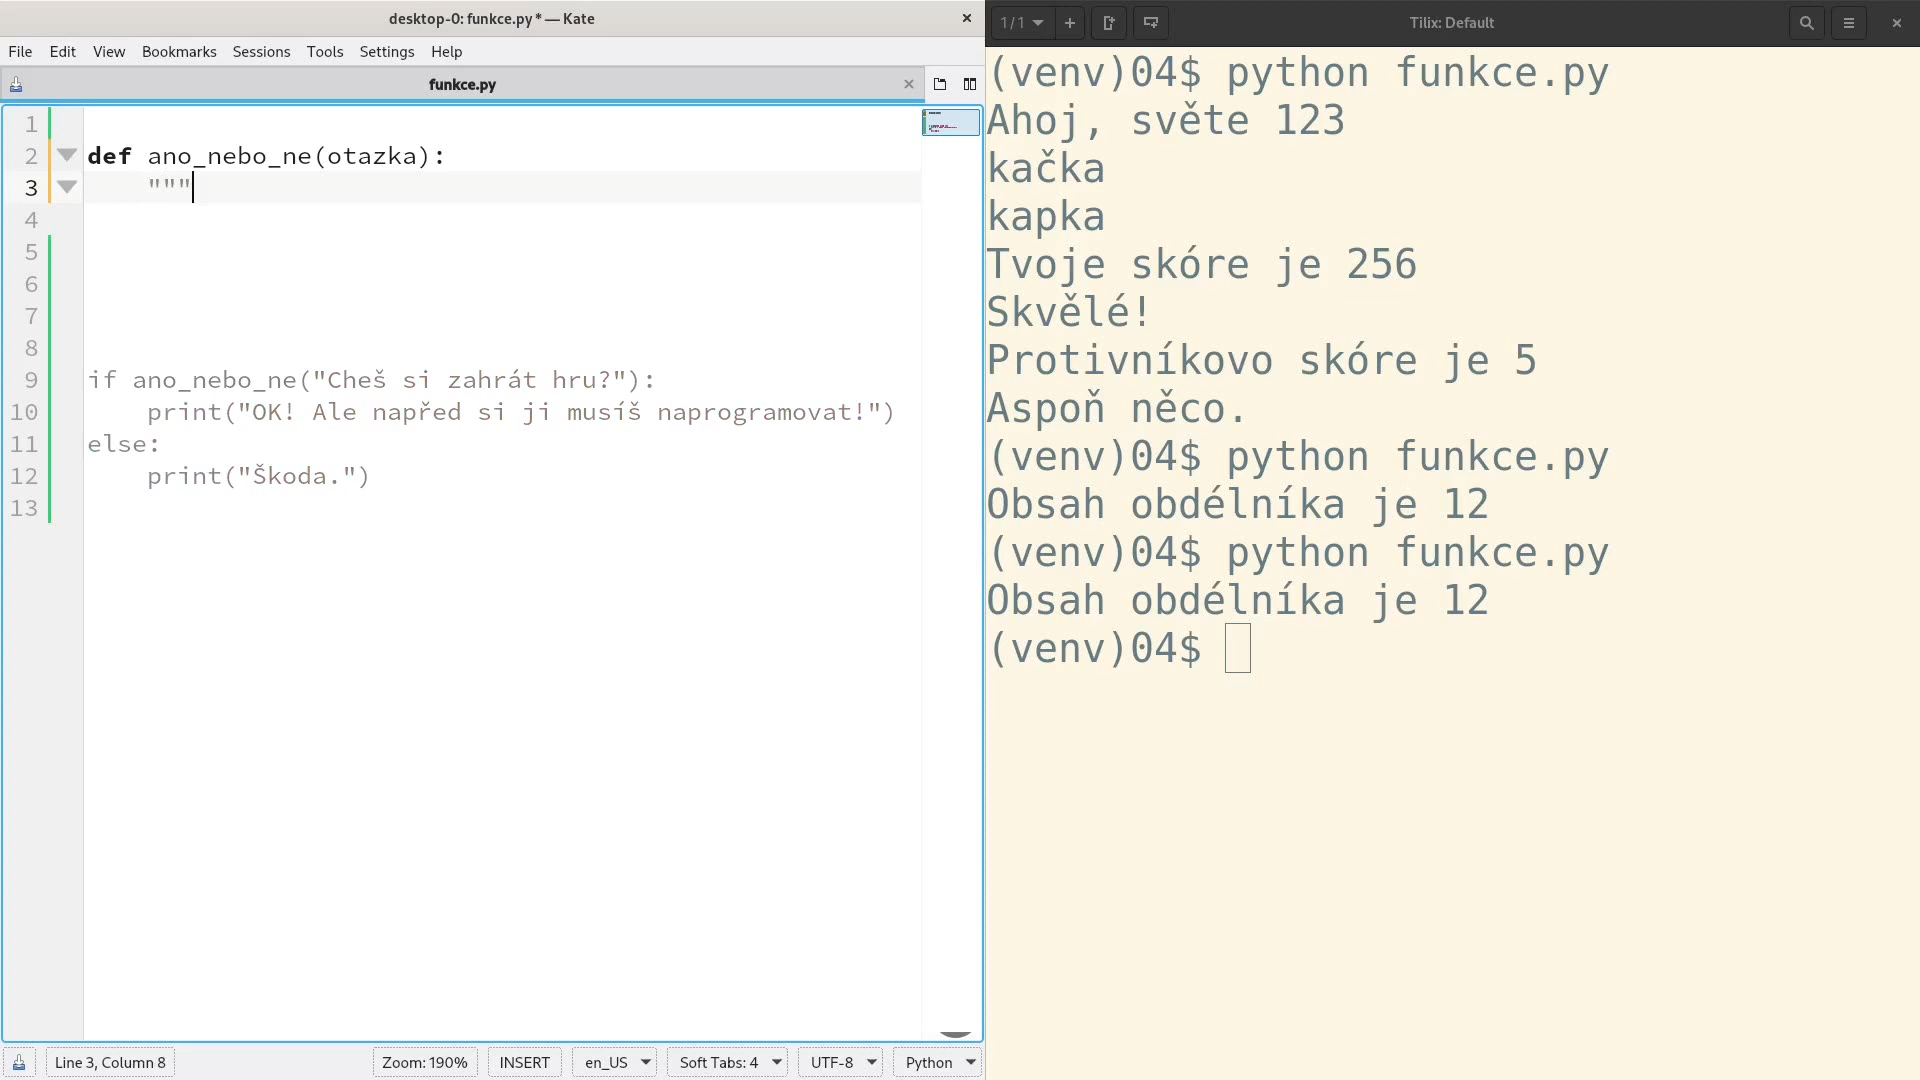 desktop-0: funkce.py * — Kate
File Edit View Bookmarks Sessions Tools Settings Help
funkce.py
1
2 def ano_nebo_ne(otazka):
3     """
4
5
6
7
8
9 if ano_nebo_ne("Cheš si zahrát hru?"):
10     print("OK! Ale napřed si ji musíš naprogramovat!")
11 else:
12     print("Škoda.")
13
Line 3, Column 8 Zoom: 190% INSERT en_US Soft Tabs: 4 UTF-8 Python
1 / 1 Tilix: Default
(venv)04$ python funkce.py
Ahoj, světe 123
kačka
kapka
Tvoje skóre je 256
Skvělé!
Protivníkovo skóre je 5
Aspoň něco.
(venv)04$ python funkce.py
Obsah obdélníka je 12
(venv)04$ python funkce.py
Obsah obdélníka je 12
(venv)04$